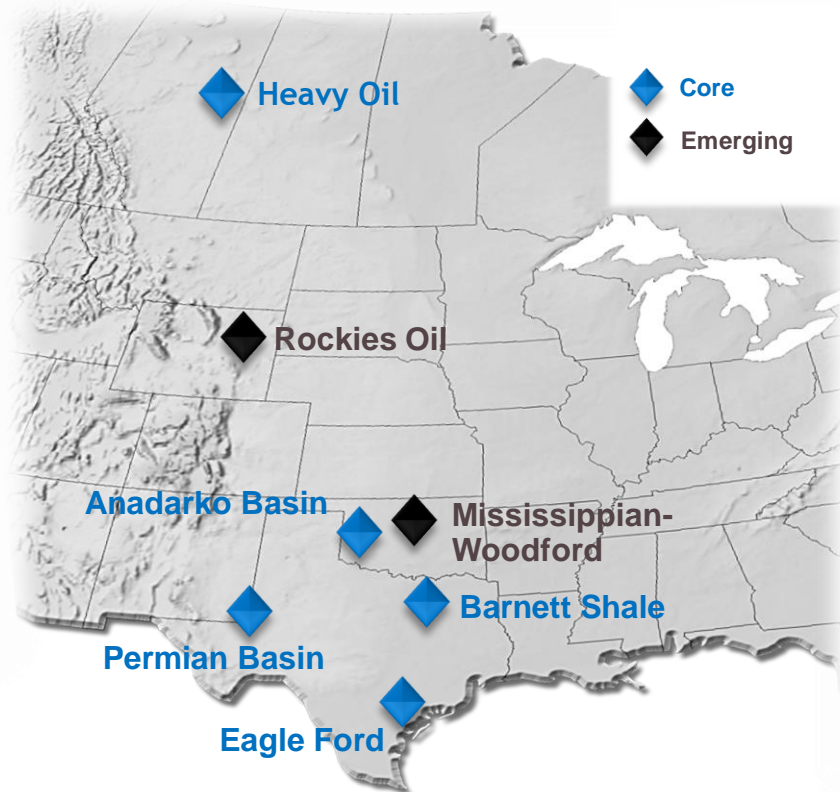 Heavy Oil
Core
Emerging
Rockies Oil
Anadarko Basin
Mississippian-
Woodford
Barnett Shale
Permian Basin
Eagle Ford